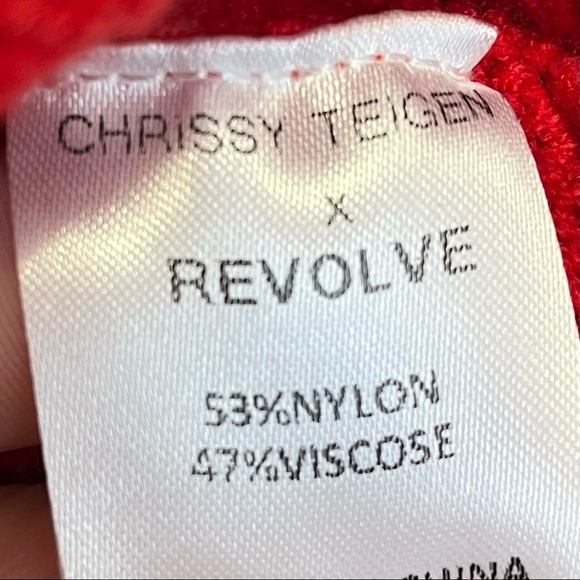 CHRiSSY TEiGEN
X
REVOLVE
53%NYLON
47%VISCOSE